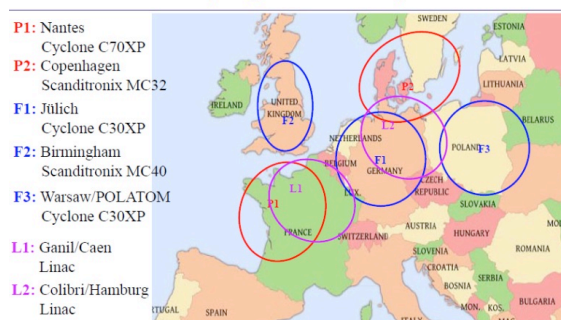 P1: Nantes
Cyclone C70XP
P2: Copenhagen
Scanditronix MC32
F1: Jülich
Cyclone C30XP
F2: Birmingham
Scanditronix MC40
F3: Warsaw/POLATOM
Cyclone C30XP
L1: Ganil/Caen
Linac
L2: Colibri/Hamburg
Linac
SWEDEN
ESTONIA
LATVIA
P2
LITHUANIA
IRELAND
UNITED
KINGDOM
F2
L2
BELARUS
NETHERLANDS
POLAND
F3
BELGIUM
F1
GERMANY
L1
LUX.
CZECH
REPUBLIC
P1
SLOVAKIA
FRANCE
SWITZERLAND
AUSTRIA
HUNGARY
SLOVENIA
ROMANIA
CROATIA
BOSNIA
SERBIA
SPAIN
MON.
KOS.
BULGARIA